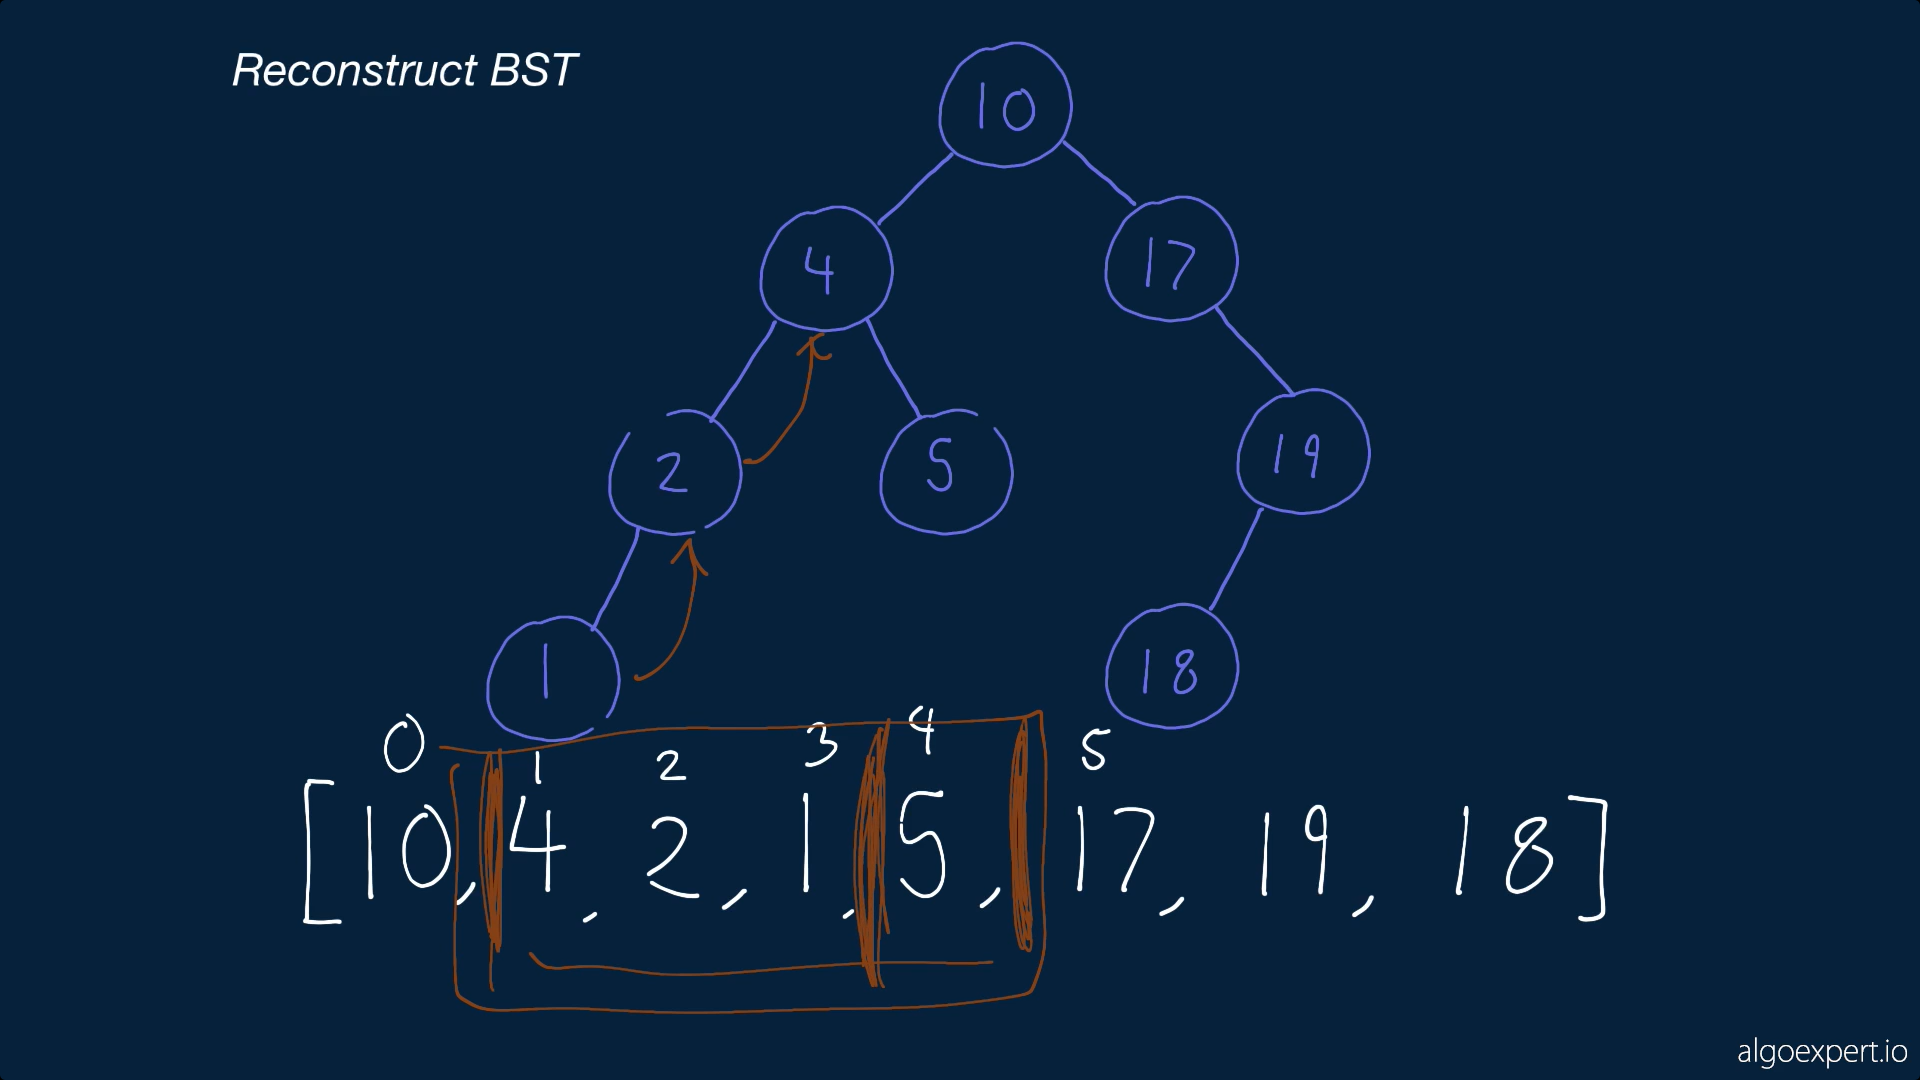 Reconstruct BST
10
4
17
2
5
19
1
18
0 1 2 3 4 5
[10, 4, 2, 1, 5, 17, 19, 18]
algoexpert.io